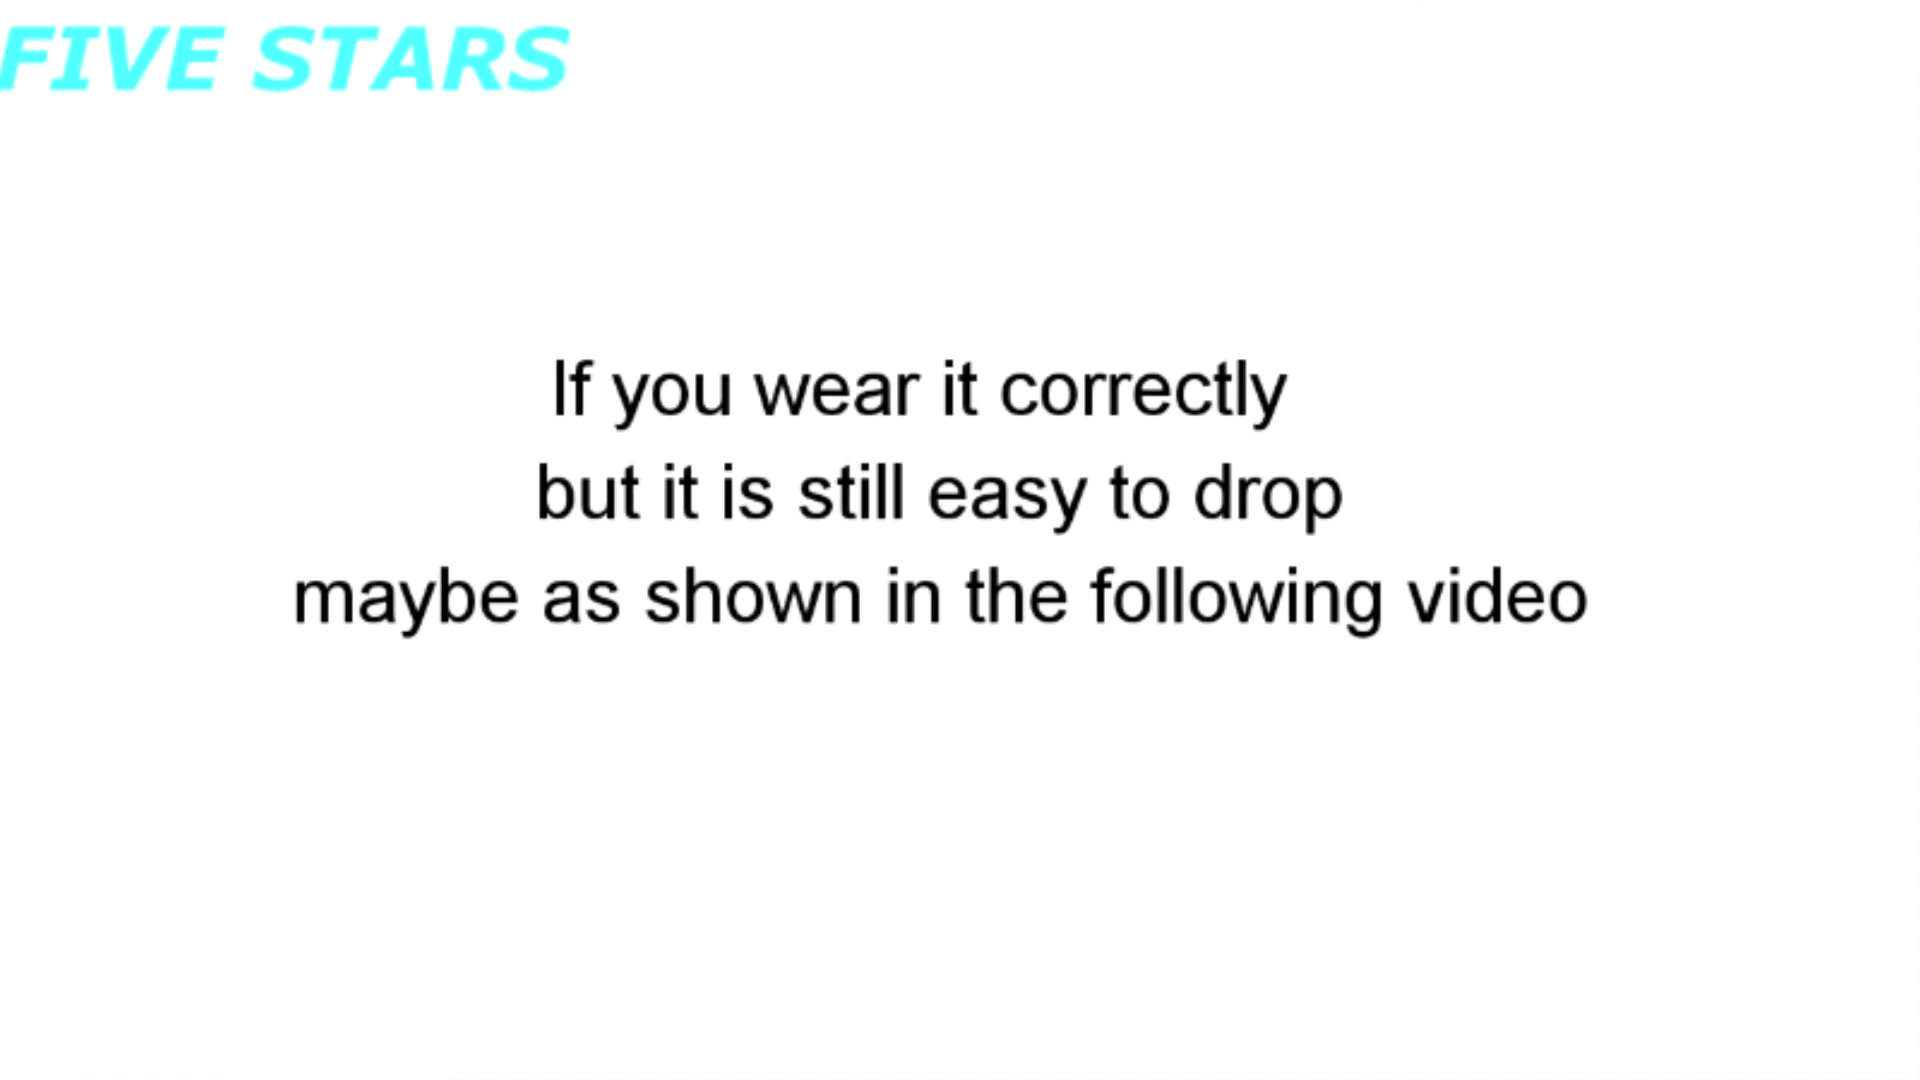 FIVE STARS
If you wear it correctly
but it is still easy to drop
maybe as shown in the following video